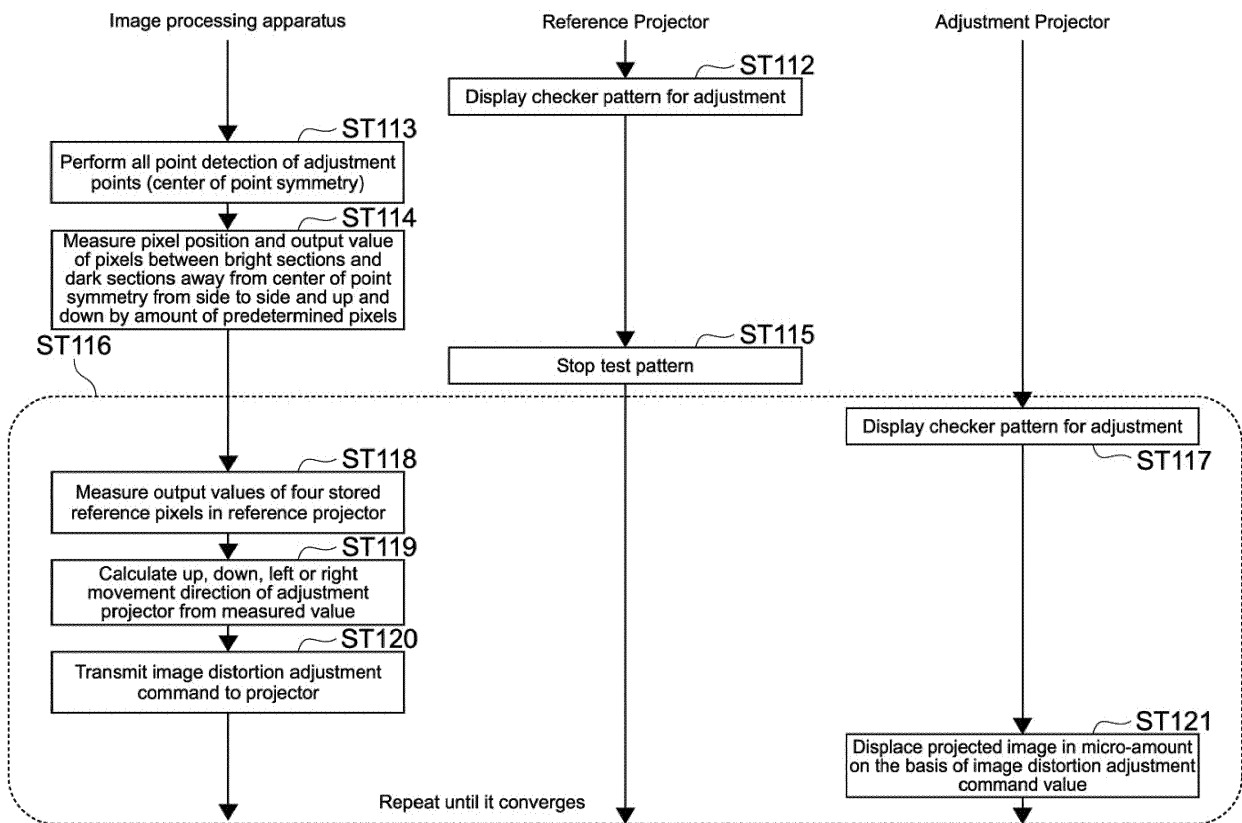 Image processing apparatus
Reference Projector
Adjustment Projector
ST112
Display checker pattern for adjustment
ST113
Perform all point detection of adjustment
points (center of point symmetry)
ST114
Measure pixel position and output value
of pixels between bright sections and
dark sections away from center of point
symmetry from side to side and up and
down by amount of predetermined pixels
ST115
Stop test pattern
ST116
Display checker pattern for adjustment
ST117
ST118
Measure output values of four stored
reference pixels in reference projector
ST119
Calculate up, down, left or right
movement direction of adjustment
projector from measured value
ST120
Transmit image distortion adjustment
command to projector
ST121
Displace projected image in micro-amount
on the basis of image distortion adjustment
command value
Repeat until it converges